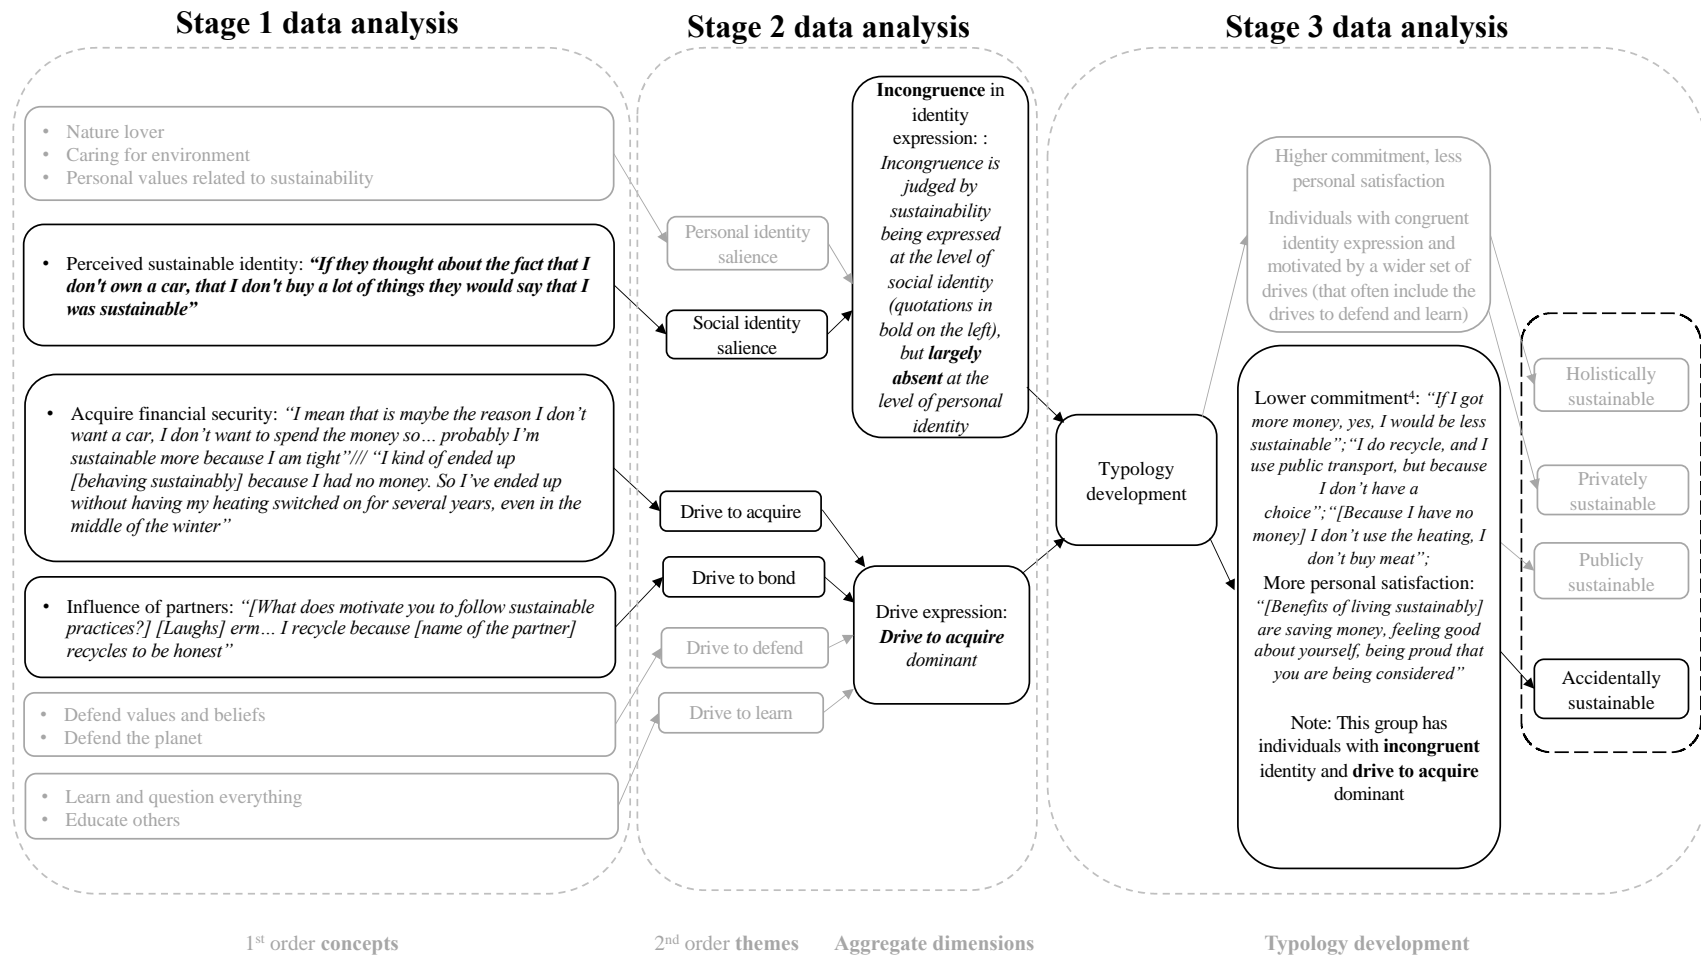 Stage 1 data analysis
Stage 2 data analysis
Stage 3 data analysis
• Nature lover
• Caring for environment
• Personal values related to sustainability
• Perceived sustainable identity: “If they thought about the fact that I
don't own a car, that I don't buy a lot of things they would say that I
was sustainable”
• Acquire financial security: “I mean that is maybe the reason I don’t
want a car, I don’t want to spend the money so… probably I’m
sustainable more because I am tight”/// “I kind of ended up
[behaving sustainably] because I had no money. So I’ve ended up
without having my heating switched on for several years, even in the
middle of the winter”
• Influence of partners: “[What does motivate you to follow sustainable
practices?] [Laughs] erm… I recycle because [name of the partner]
recycles to be honest”
• Defend values and beliefs
• Defend the planet
• Learn and question everything
• Educate others
Personal identity
salience
Social identity
salience
Drive to acquire
Drive to bond
Drive to defend
Drive to learn
Incongruence in
identity
expression: :
Incongruence is
judged by
sustainability
being expressed
at the level of
social identity
(quotations in
bold on the left),
but largely
absent at the
level of personal
identity
Drive expression:
Drive to acquire
dominant
Typology
development
Higher commitment, less
personal satisfaction
Individuals with congruent
identity expression and
motivated by a wider set of
drives (that often include the
drives to defend and learn)
Lower commitment⁴: “If I got
more money, yes, I would be less
sustainable”;“I do recycle, and I
use public transport, but because
I don’t have a
choice”;“[Because I have no
money] I don’t use the heating, I
don’t buy meat”;
More personal satisfaction:
“[Benefits of living sustainably]
are saving money, feeling good
about yourself, being proud that
you are being considered”
Note: This group has
individuals with incongruent
identity and drive to acquire
dominant
Holistically
sustainable
Privately
sustainable
Publicly
sustainable
Accidentally
sustainable
1st order concepts
2nd order themes
Aggregate dimensions
Typology development